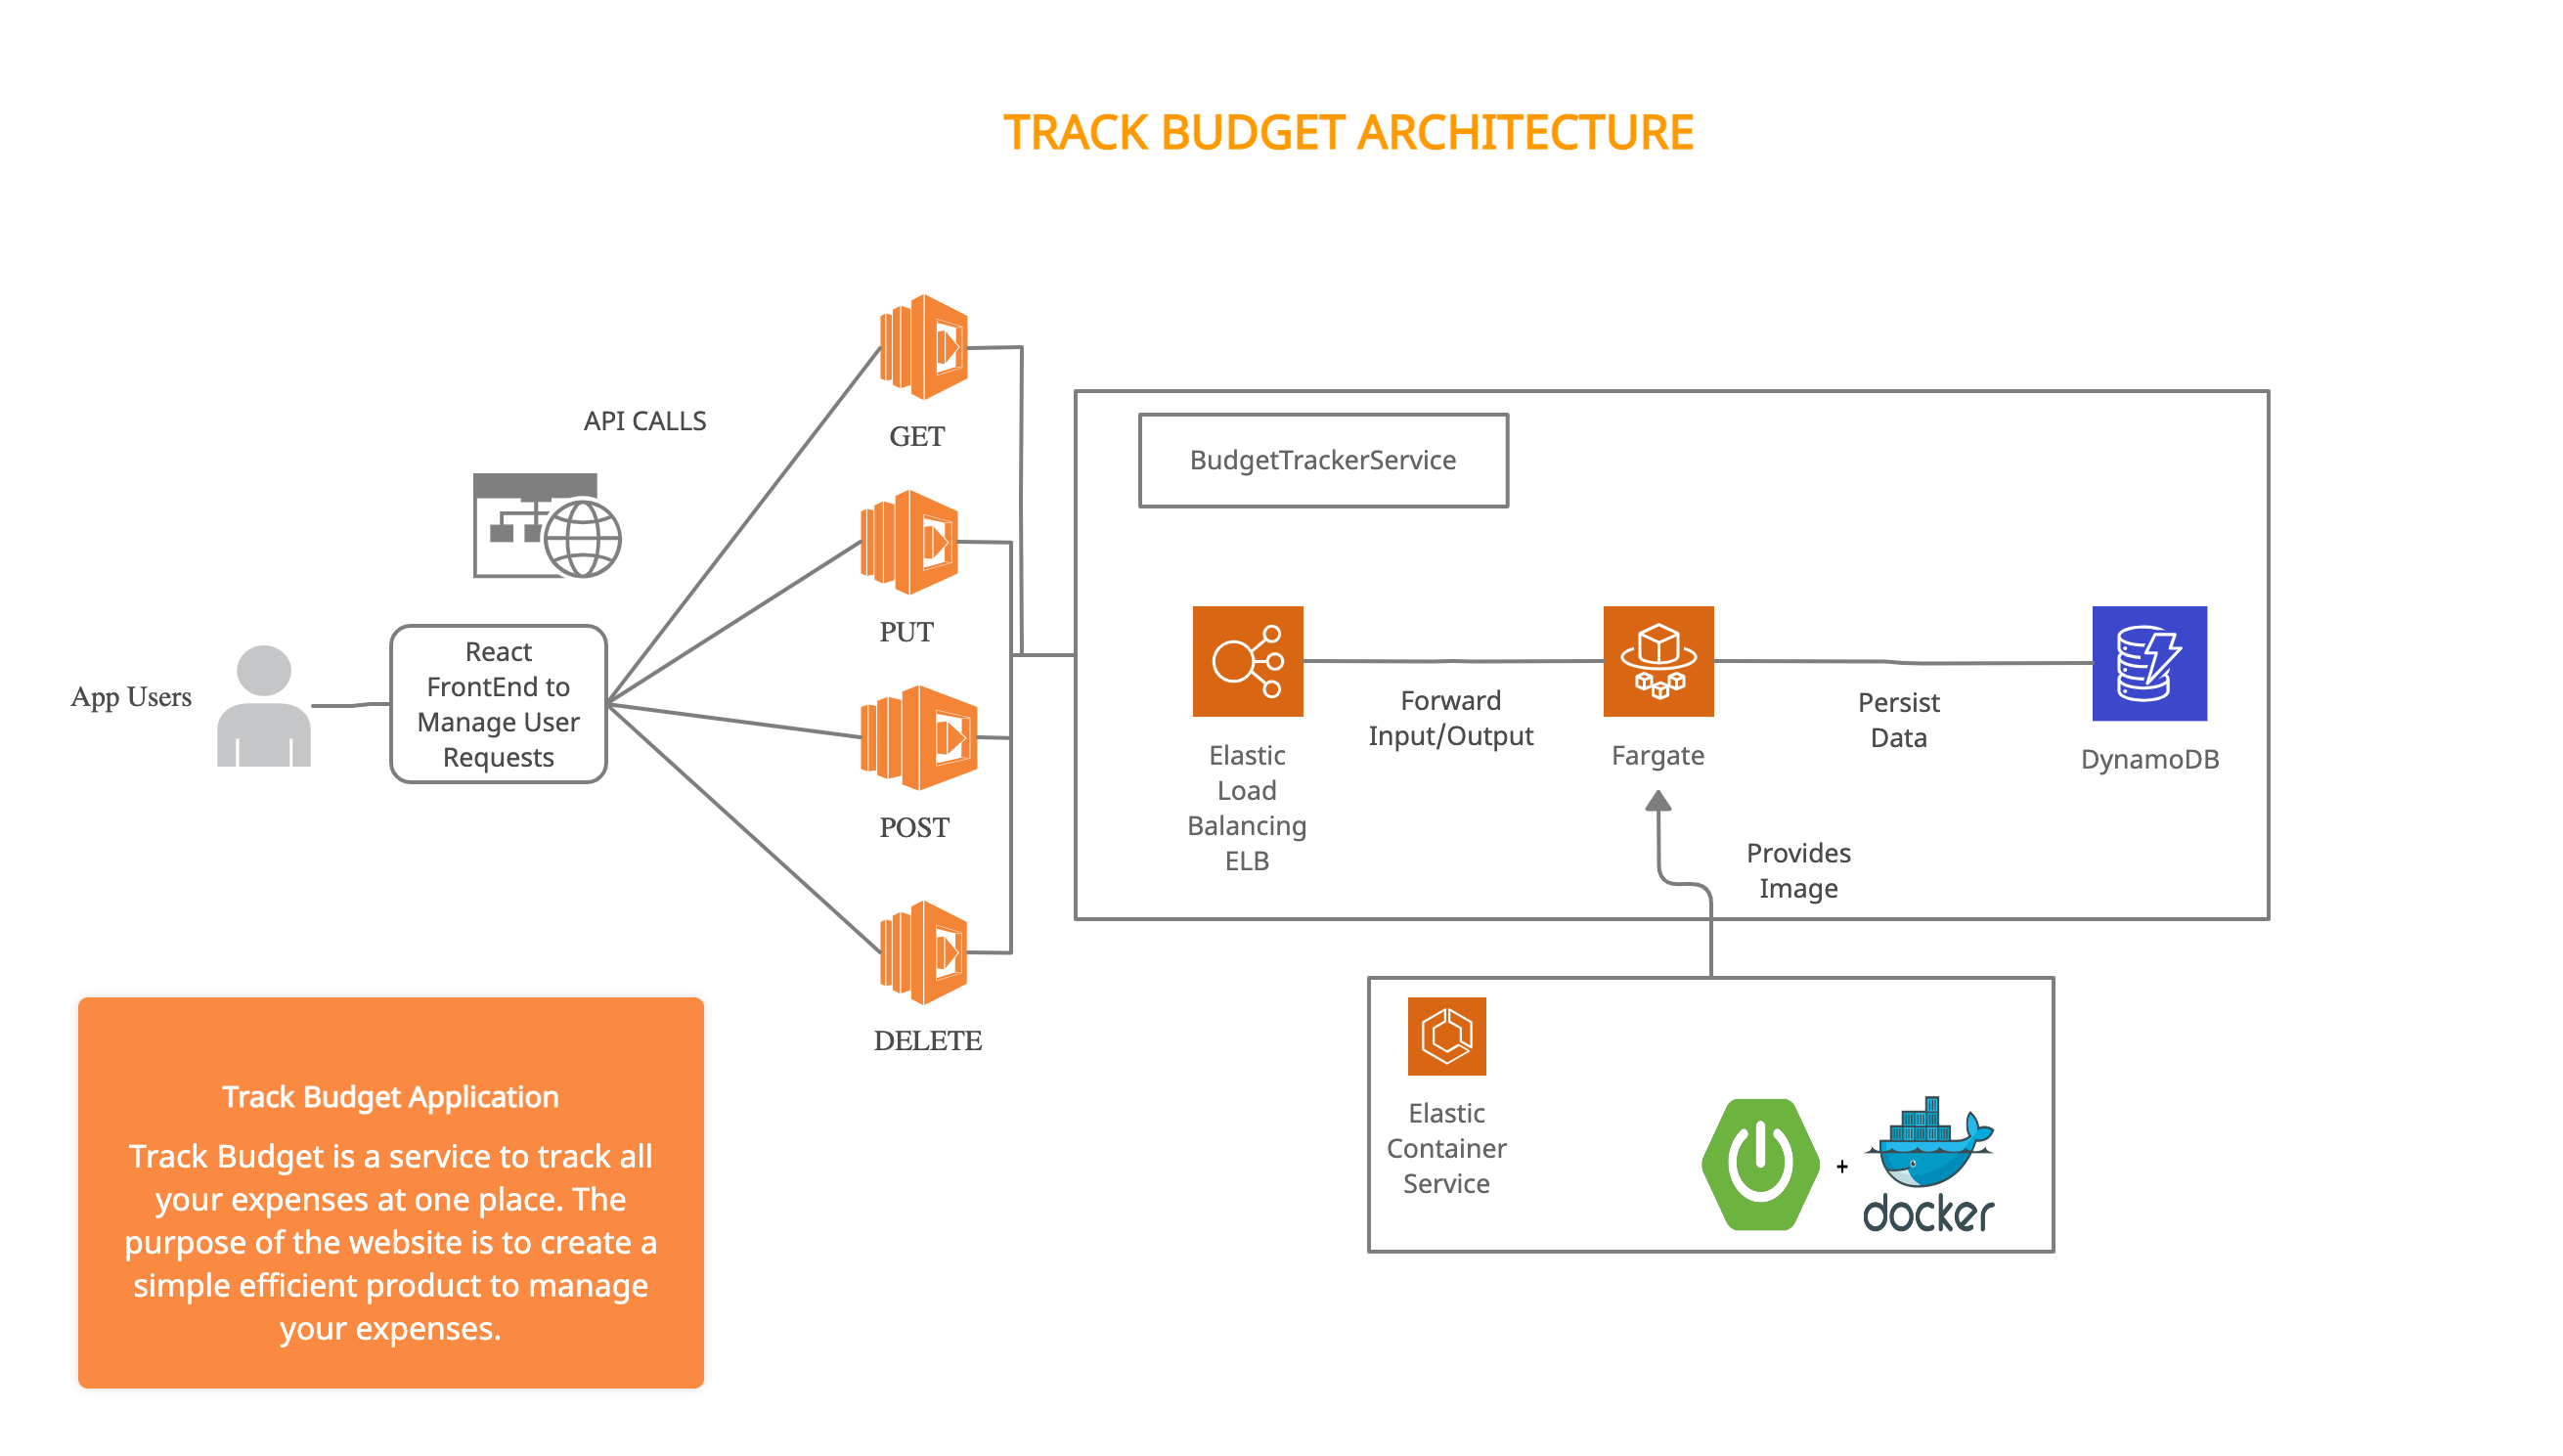 TRACK BUDGET ARCHITECTURE
API CALLS
App Users
React
FrontEnd to
Manage User
Requests
GET
PUT
POST
DELETE
BudgetTrackerService
Elastic
Load
Balancing
ELB
Forward
Input/Output
Fargate
Persist
Data
DynamoDB
Provides
Image
Elastic
Container
Service
+
docker
Track Budget Application
Track Budget is a service to track all
your expenses at one place. The
purpose of the website is to create a
simple efficient product to manage
your expenses.